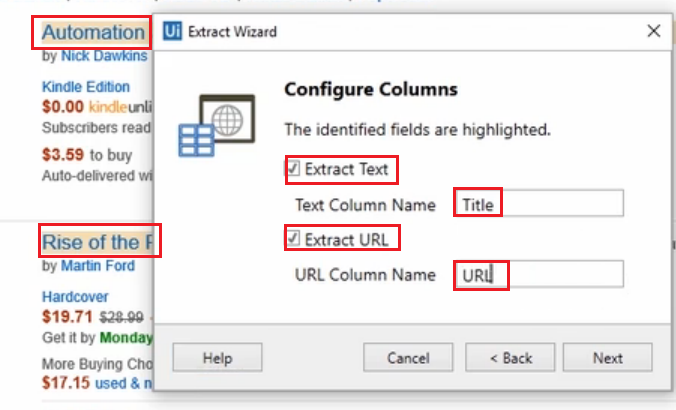 Automation
by Nick Dawkins
Kindle Edition
$0.00 kindleunli
Subscribers read
$3.59 to buy
Auto-delivered wi
Rise of the
by Martin Ford
Hardcover
$19.71 $28.99
Get it by Monday
More Buying Cho
$17.15 used & n
Ui Extract Wizard
Configure Columns
The identified fields are highlighted.
Extract Text
Text Column Name Title
Extract URL
URL Column Name URL
Help Cancel < Back Next